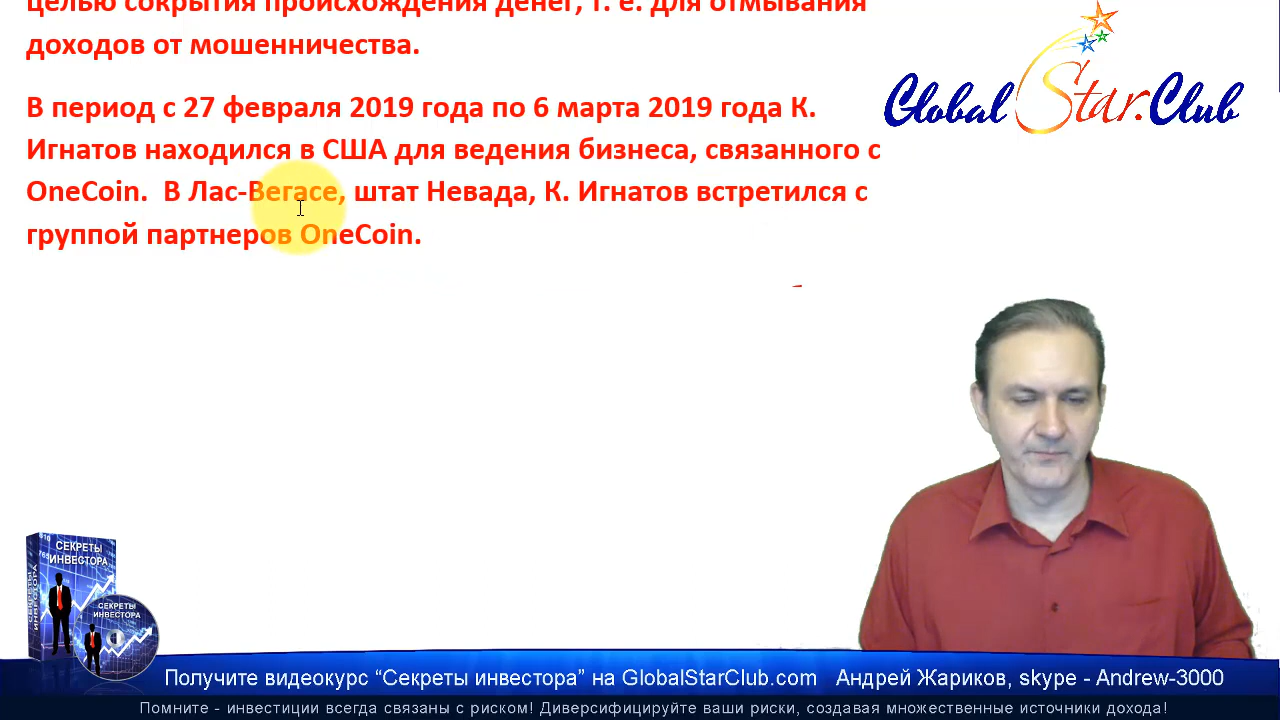 целью сокрытия происхождения денег, т. е. для отмывания
доходов от мошенничества.
В период с 27 февраля 2019 года по 6 марта 2019 года К.
Игнатов находился в США для ведения бизнеса, связанного с
OneCoin.  В Лас-Вегасе, штат Невада, К. Игнатов встретился с
группой партнеров OneCoin.
Global Star.Club
СЕКРЕТЫ
ИНВЕСТОРА
СЕКРЕТЫ ИНВЕСТОРА
СЕКРЕТЫ
ИНВЕСТОРА
Получите видеокурс “Секреты инвестора” на GlobalStarClub.com   Андрей Жариков, skype - Andrew-3000
Помните - инвестиции всегда связаны с риском! Диверсифицируйте ваши риски, создавая множественные источники дохода!